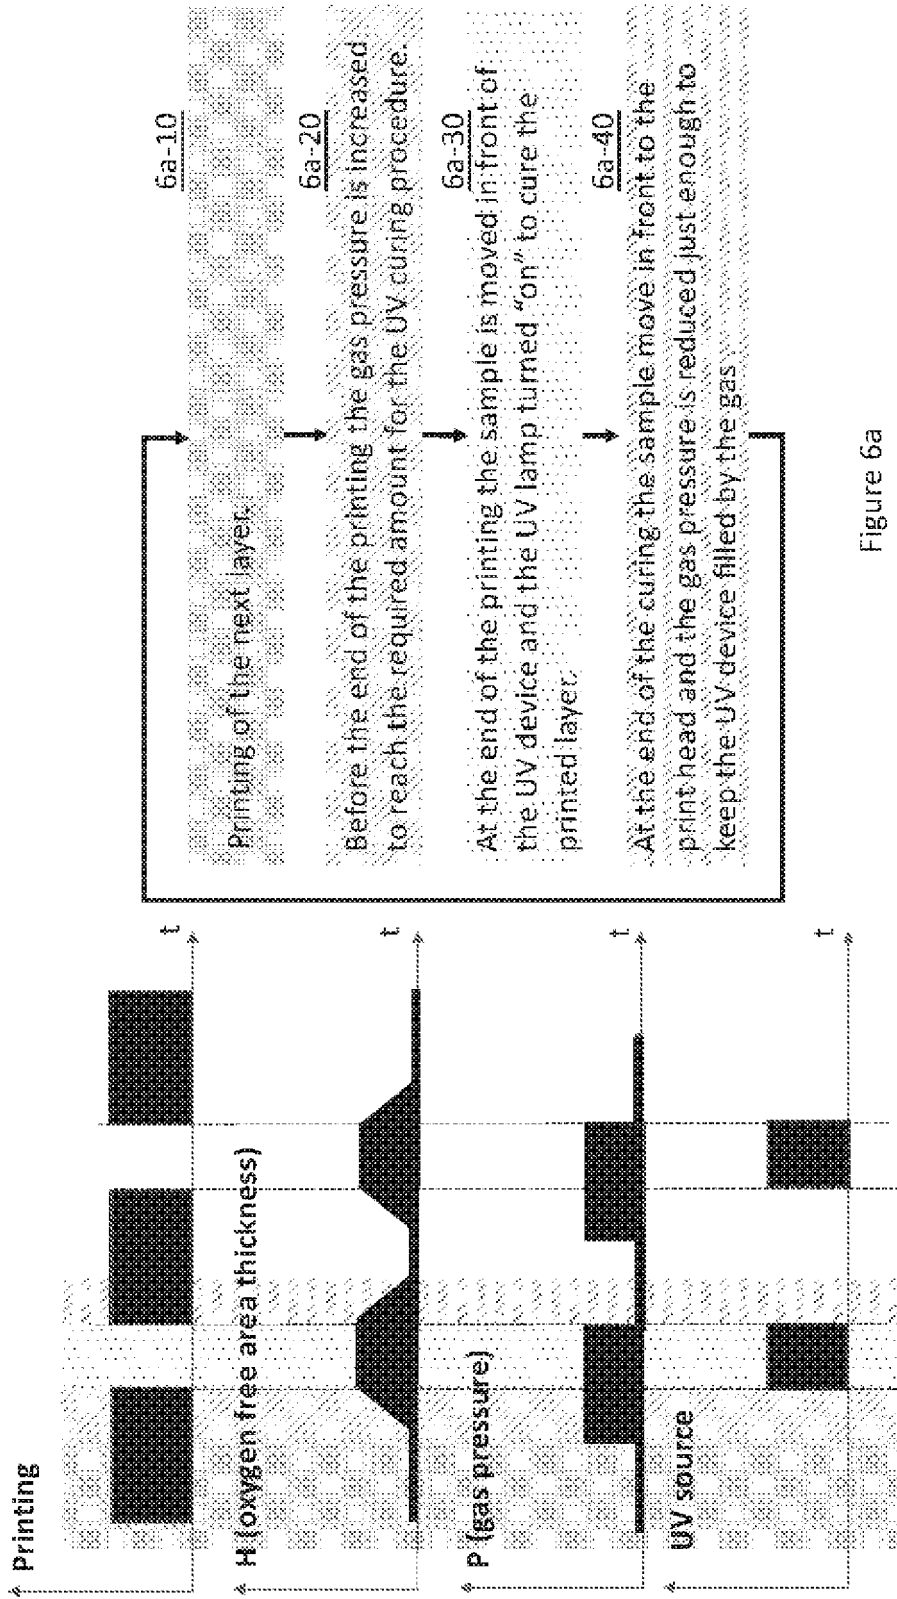 Printing
t
H (oxygen free area thickness)
t
P (gas pressure)
t
UV source
t
6a-10
Printing of the next layer.
6a-20
Before the end of the printing the gas pressure is increased
to reach the required amount for the UV curing procedure.
6a-30
At the end of the printing the sample is moved in front of
the UV device and the UV lamp turned "on" to cure the
printed layer.
6a-40
At the end of the curing the sample move in front to the
print head and the gas pressure is reduced just enough to
keep the UV device filled by the gas
Figure 6a